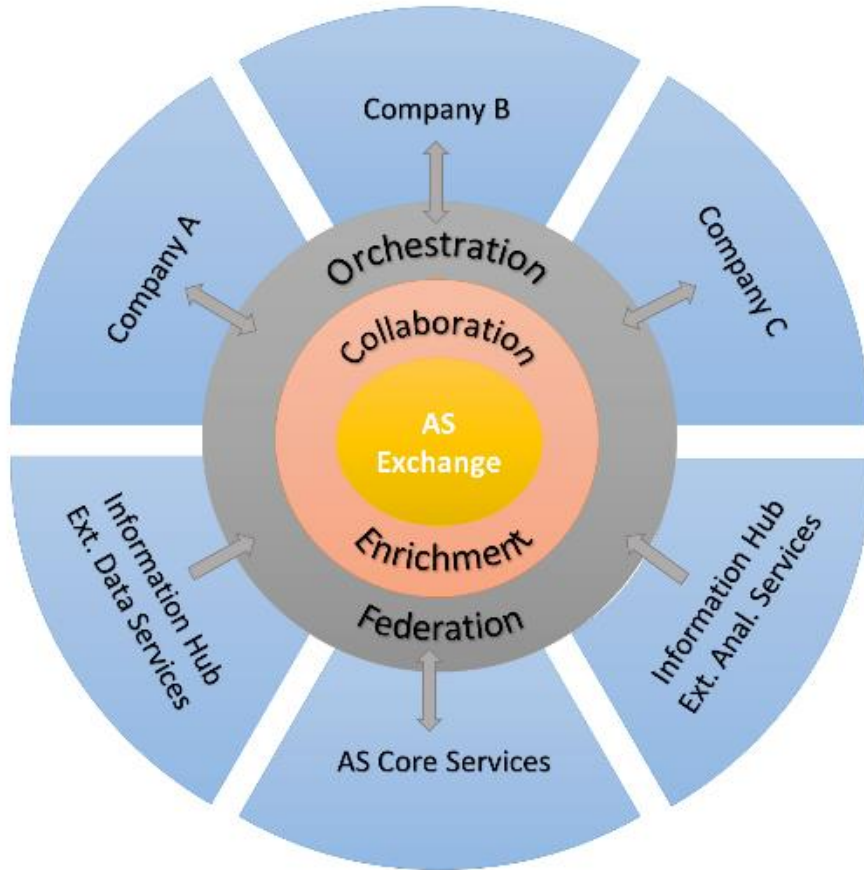 Company B
Company A
Company C
Orchestration
Collaboration
AS
Exchange
Enrichment
Federation
Information Hub
Ext. Data Services
Information Hub
Ext. Anal. Services
AS Core Services